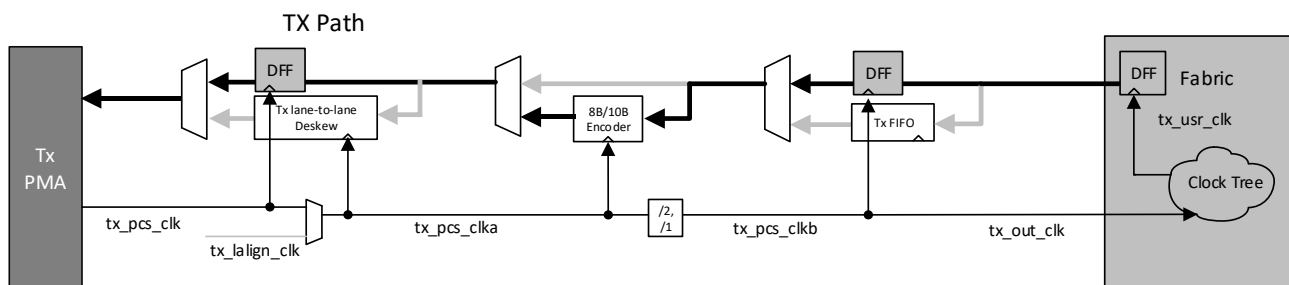 TX Path
DFF
DFF
DFF
Fabric
Tx lane-to-lane
Deskew
8B/10B
Encoder
Tx FIFO
tx_usr_clk
Tx
PMA
Clock Tree
tx_pcs_clk
tx_lalign_clk
tx_pcs_clka
/2,
/1
tx_pcs_clkb
tx_out_clk